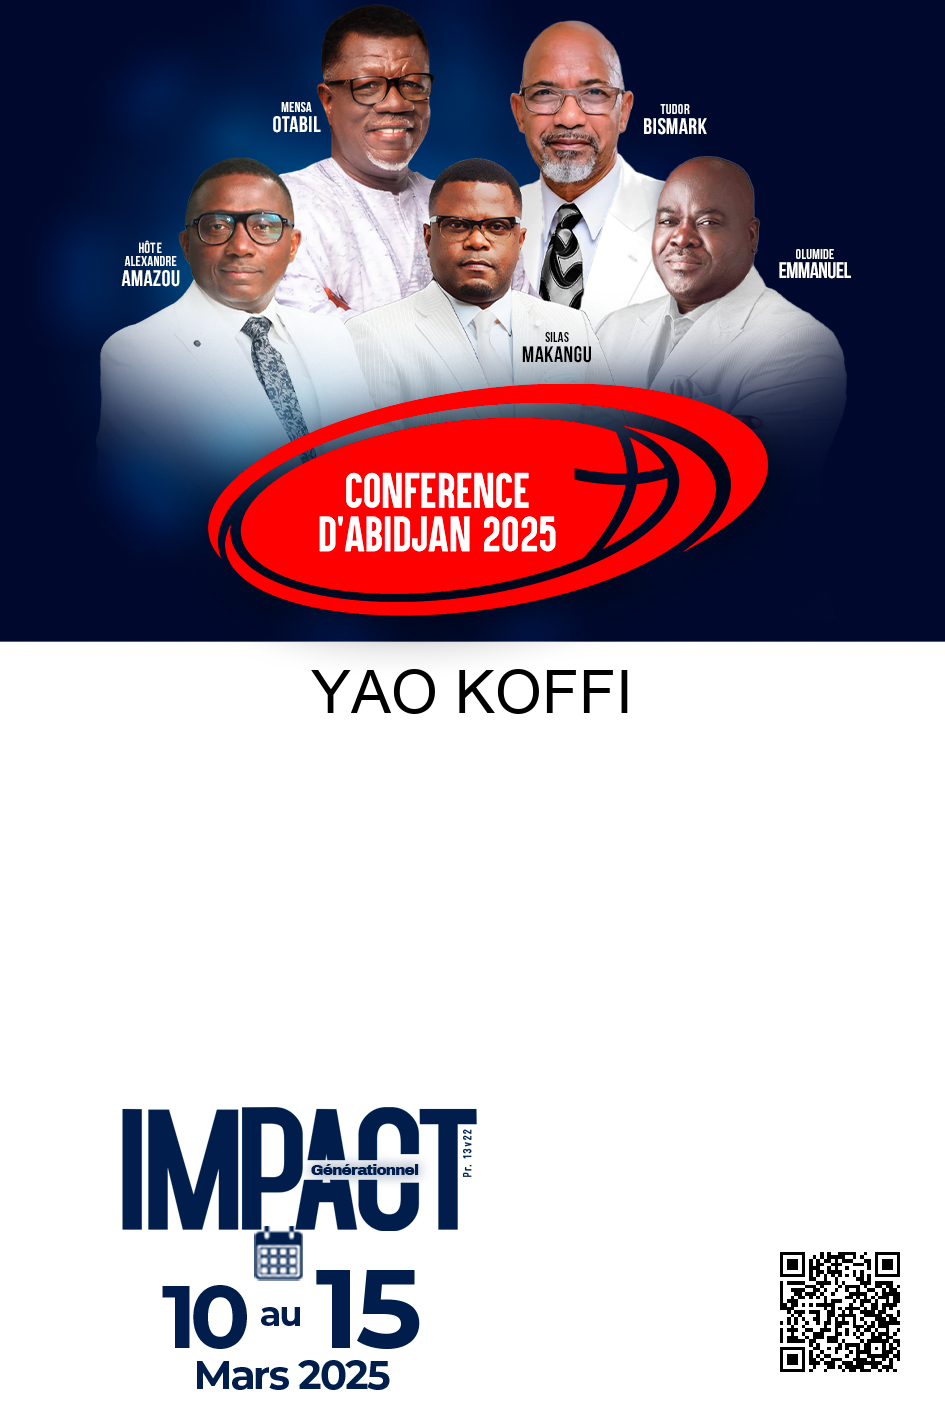 MENSA
OTABIL
TUDOR
BISMARK
HÔTE
ALEXANDRE
AMAZOU
OLUMIDE
EMMANUEL
SILAS
MAKANGU
CONFERENCE
D'ABIDJAN 2025
YAO KOFFI
IMPACT
Générationnel
Pr. 13v22
10 au 15
Mars 2025